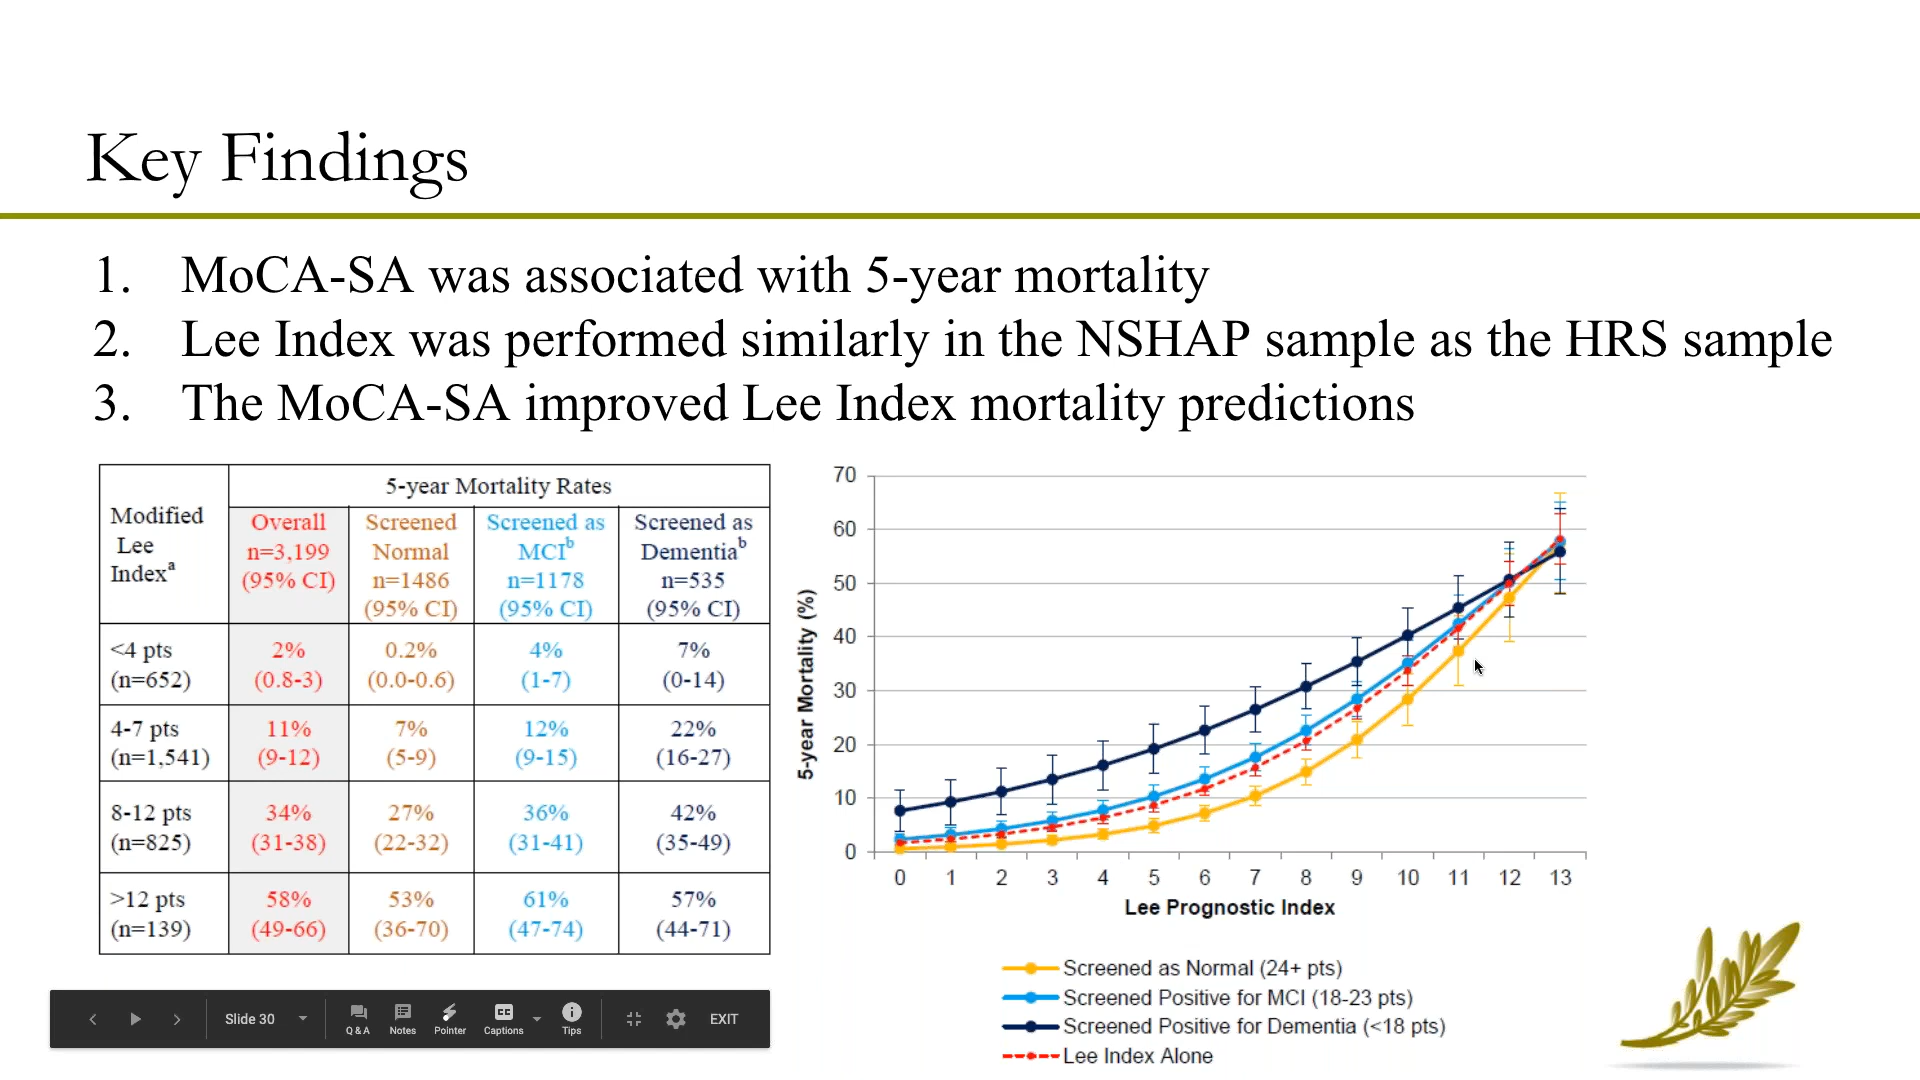 Key Findings
1. MoCA-SA was associated with 5-year mortality
2. Lee Index was performed similarly in the NSHAP sample as the HRS sample
3. The MoCA-SA improved Lee Index mortality predictions
Modified
Lee
Indexᵃ
5-year Mortality Rates
Overall
n=3,199
(95% CI)
Screened
Normal
n=1486
(95% CI)
Screened as
MCIᵇ
n=1178
(95% CI)
Screened as
Dementiaᵇ
n=535
(95% CI)
<4 pts 2% 0.2% 4% 7%
(n=652) (0.8-3) (0.0-0.6) (1-7) (0-14)
4-7 pts 11% 7% 12% 22%
(n=1,541) (9-12) (5-9) (9-15) (16-27)
8-12 pts 34% 27% 36% 42%
(n=825) (31-38) (22-32) (31-41) (35-49)
>12 pts 58% 53% 61% 57%
(n=139) (49-66) (36-70) (47-74) (44-71)
5-year Mortality (%)
70
60
50
40
30
20
10
0
0 1 2 3 4 5 6 7 8 9 10 11 12 13
Lee Prognostic Index
Screened as Normal (24+ pts)
Screened Positive for MCI (18-23 pts)
Screened Positive for Dementia (<18 pts)
Lee Index Alone
Slide 30
Q & A
Notes
Pointer
CC
Captions
Tips
EXIT